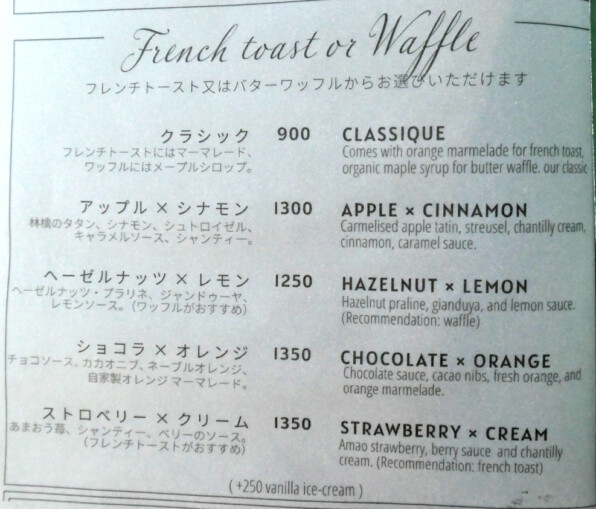 French toast or Waffle
フレンチトースト又はバターワッフルからお選びいただけます
クラシック 900 CLASSIQUE
フレンチトーストにはマーマレード、
ワッフルにはメープルシロップ。
Comes with orange marmelade for french toast,
organic maple syrup for butter waffle. our classic
アップル × シナモン 1300 APPLE × CINNAMON
林檎のタタン、シナモン、シュトロイゼル、
キャラメルソース、シャンティー。
Carmelised apple tatin, streusel, chantilly cream,
cinnamon, caramel sauce.
ヘーゼルナッツ × レモン 1250 HAZELNUT × LEMON
ヘーゼルナッツ・プラリネ、ジャンドゥーヤ、
レモンソース。(ワッフルがおすすめ)
Hazelnut praline, gianduya, and lemon sauce.
(Recommendation: waffle)
ショコラ × オレンジ 1350 CHOCOLATE × ORANGE
チョコソース。カカオニブ、ネーブルオレンジ、
自家製オレンジマーマレード。
Chocolate sauce, cacao nibs, fresh orange, and
orange marmelade.
ストロベリー × クリーム 1350 STRAWBERRY × CREAM
あまおう苺、シャンティー、ベリーのソース。
(フレンチトーストがおすすめ)
Amao strawberry, berry sauce and chantilly
cream. (Recommendation: french toast)
( +250 vanilla ice-cream )